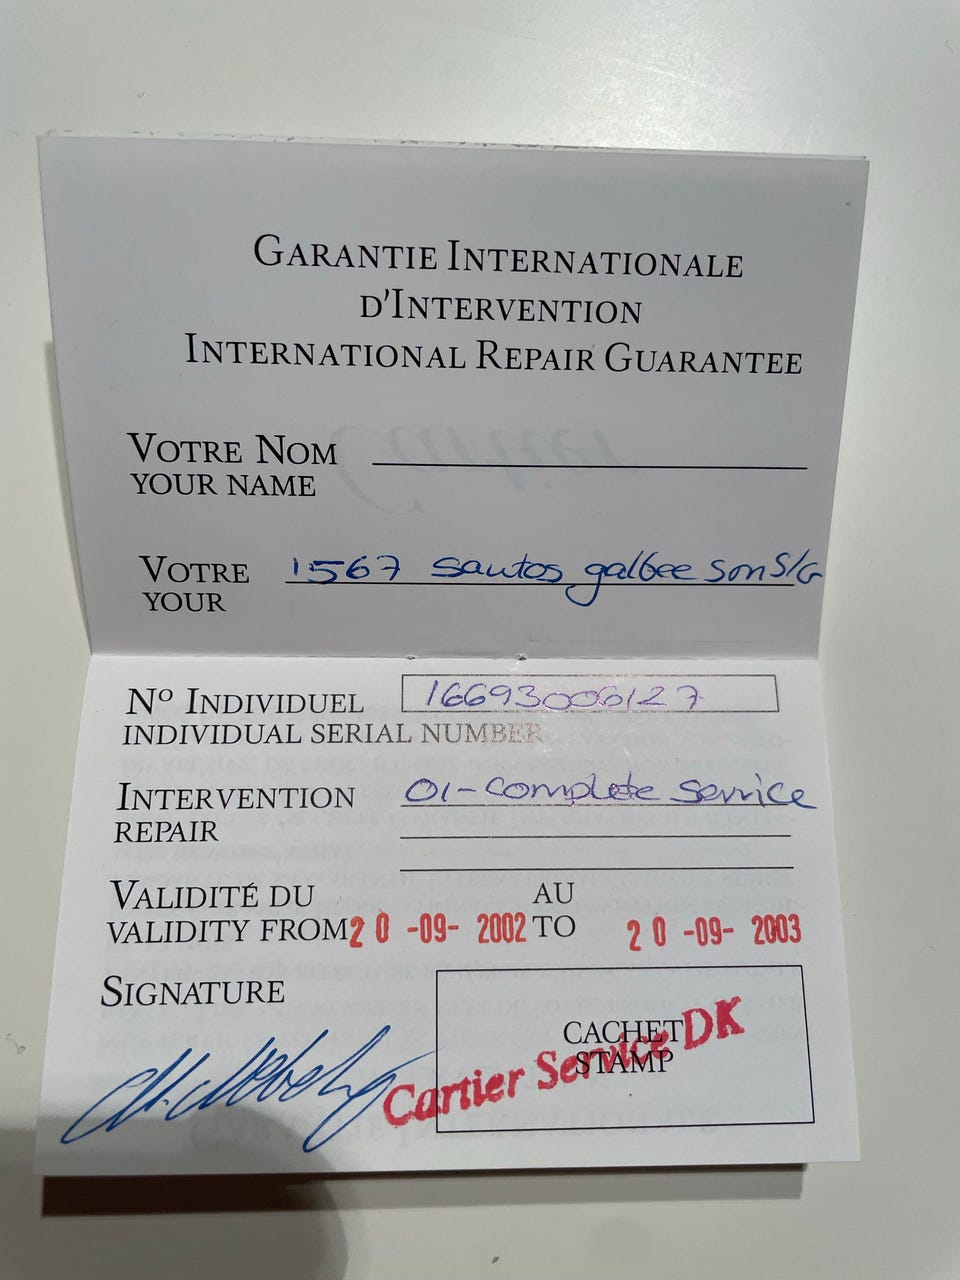 GARANTIE INTERNATIONALE
D'INTERVENTION
INTERNATIONAL REPAIR GUARANTEE
VOTRE NOM
YOUR NAME
VOTRE 1567 Santos galbee Sm S/G
YOUR
Nº INDIVIDUEL 16693006127
INDIVIDUAL SERIAL NUMBER
INTERVENTION 01-Complete Service
REPAIR
VALIDITÉ DU AU
VALIDITY FROM 20 -09- 2002 TO 20 -09- 2003
SIGNATURE
CACHET
STAMP
Cartier Service DK